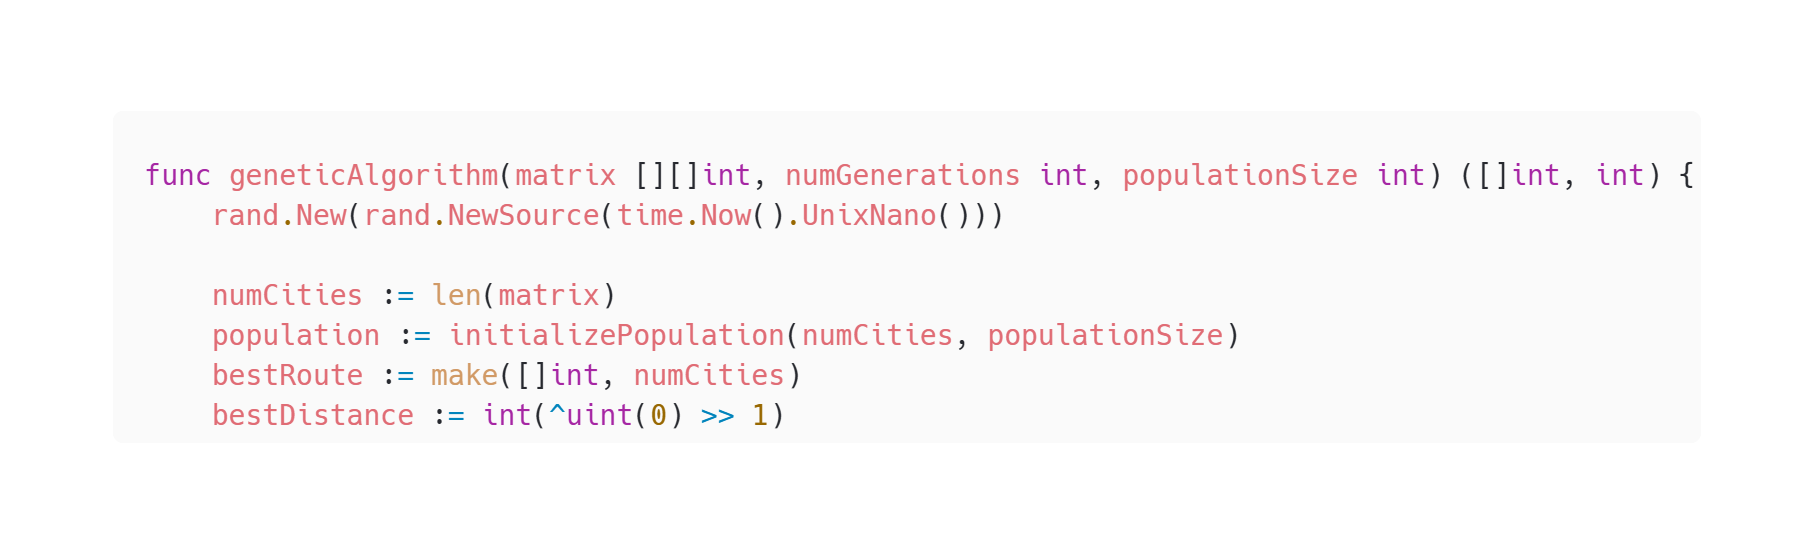 func geneticAlgorithm(matrix [][]int, numGenerations int, populationSize int) ([]int, int) {
    rand.New(rand.NewSource(time.Now().UnixNano()))

    numCities := len(matrix)
    population := initializePopulation(numCities, populationSize)
    bestRoute := make([]int, numCities)
    bestDistance := int(^uint(0) >> 1)